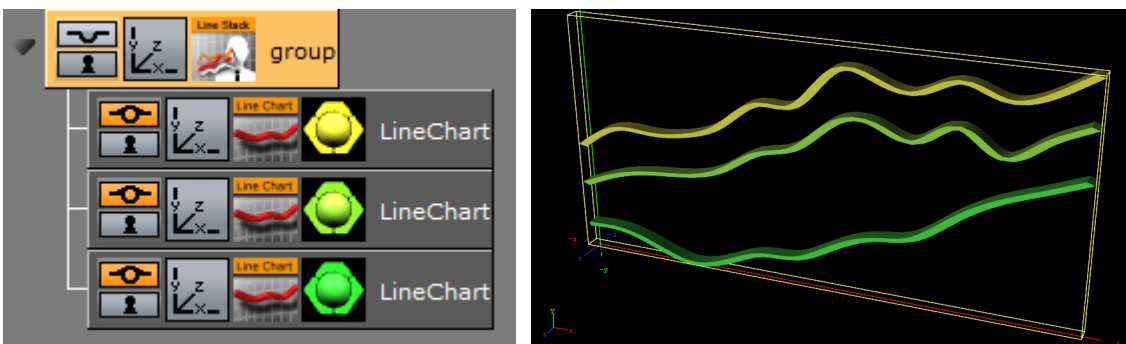 Line Stack
y z
x
group
Line Chart
y z
x
LineChart
Line Chart
y z
x
LineChart
Line Chart
y z
x
LineChart
-x
-z
z
-y
y
z
x